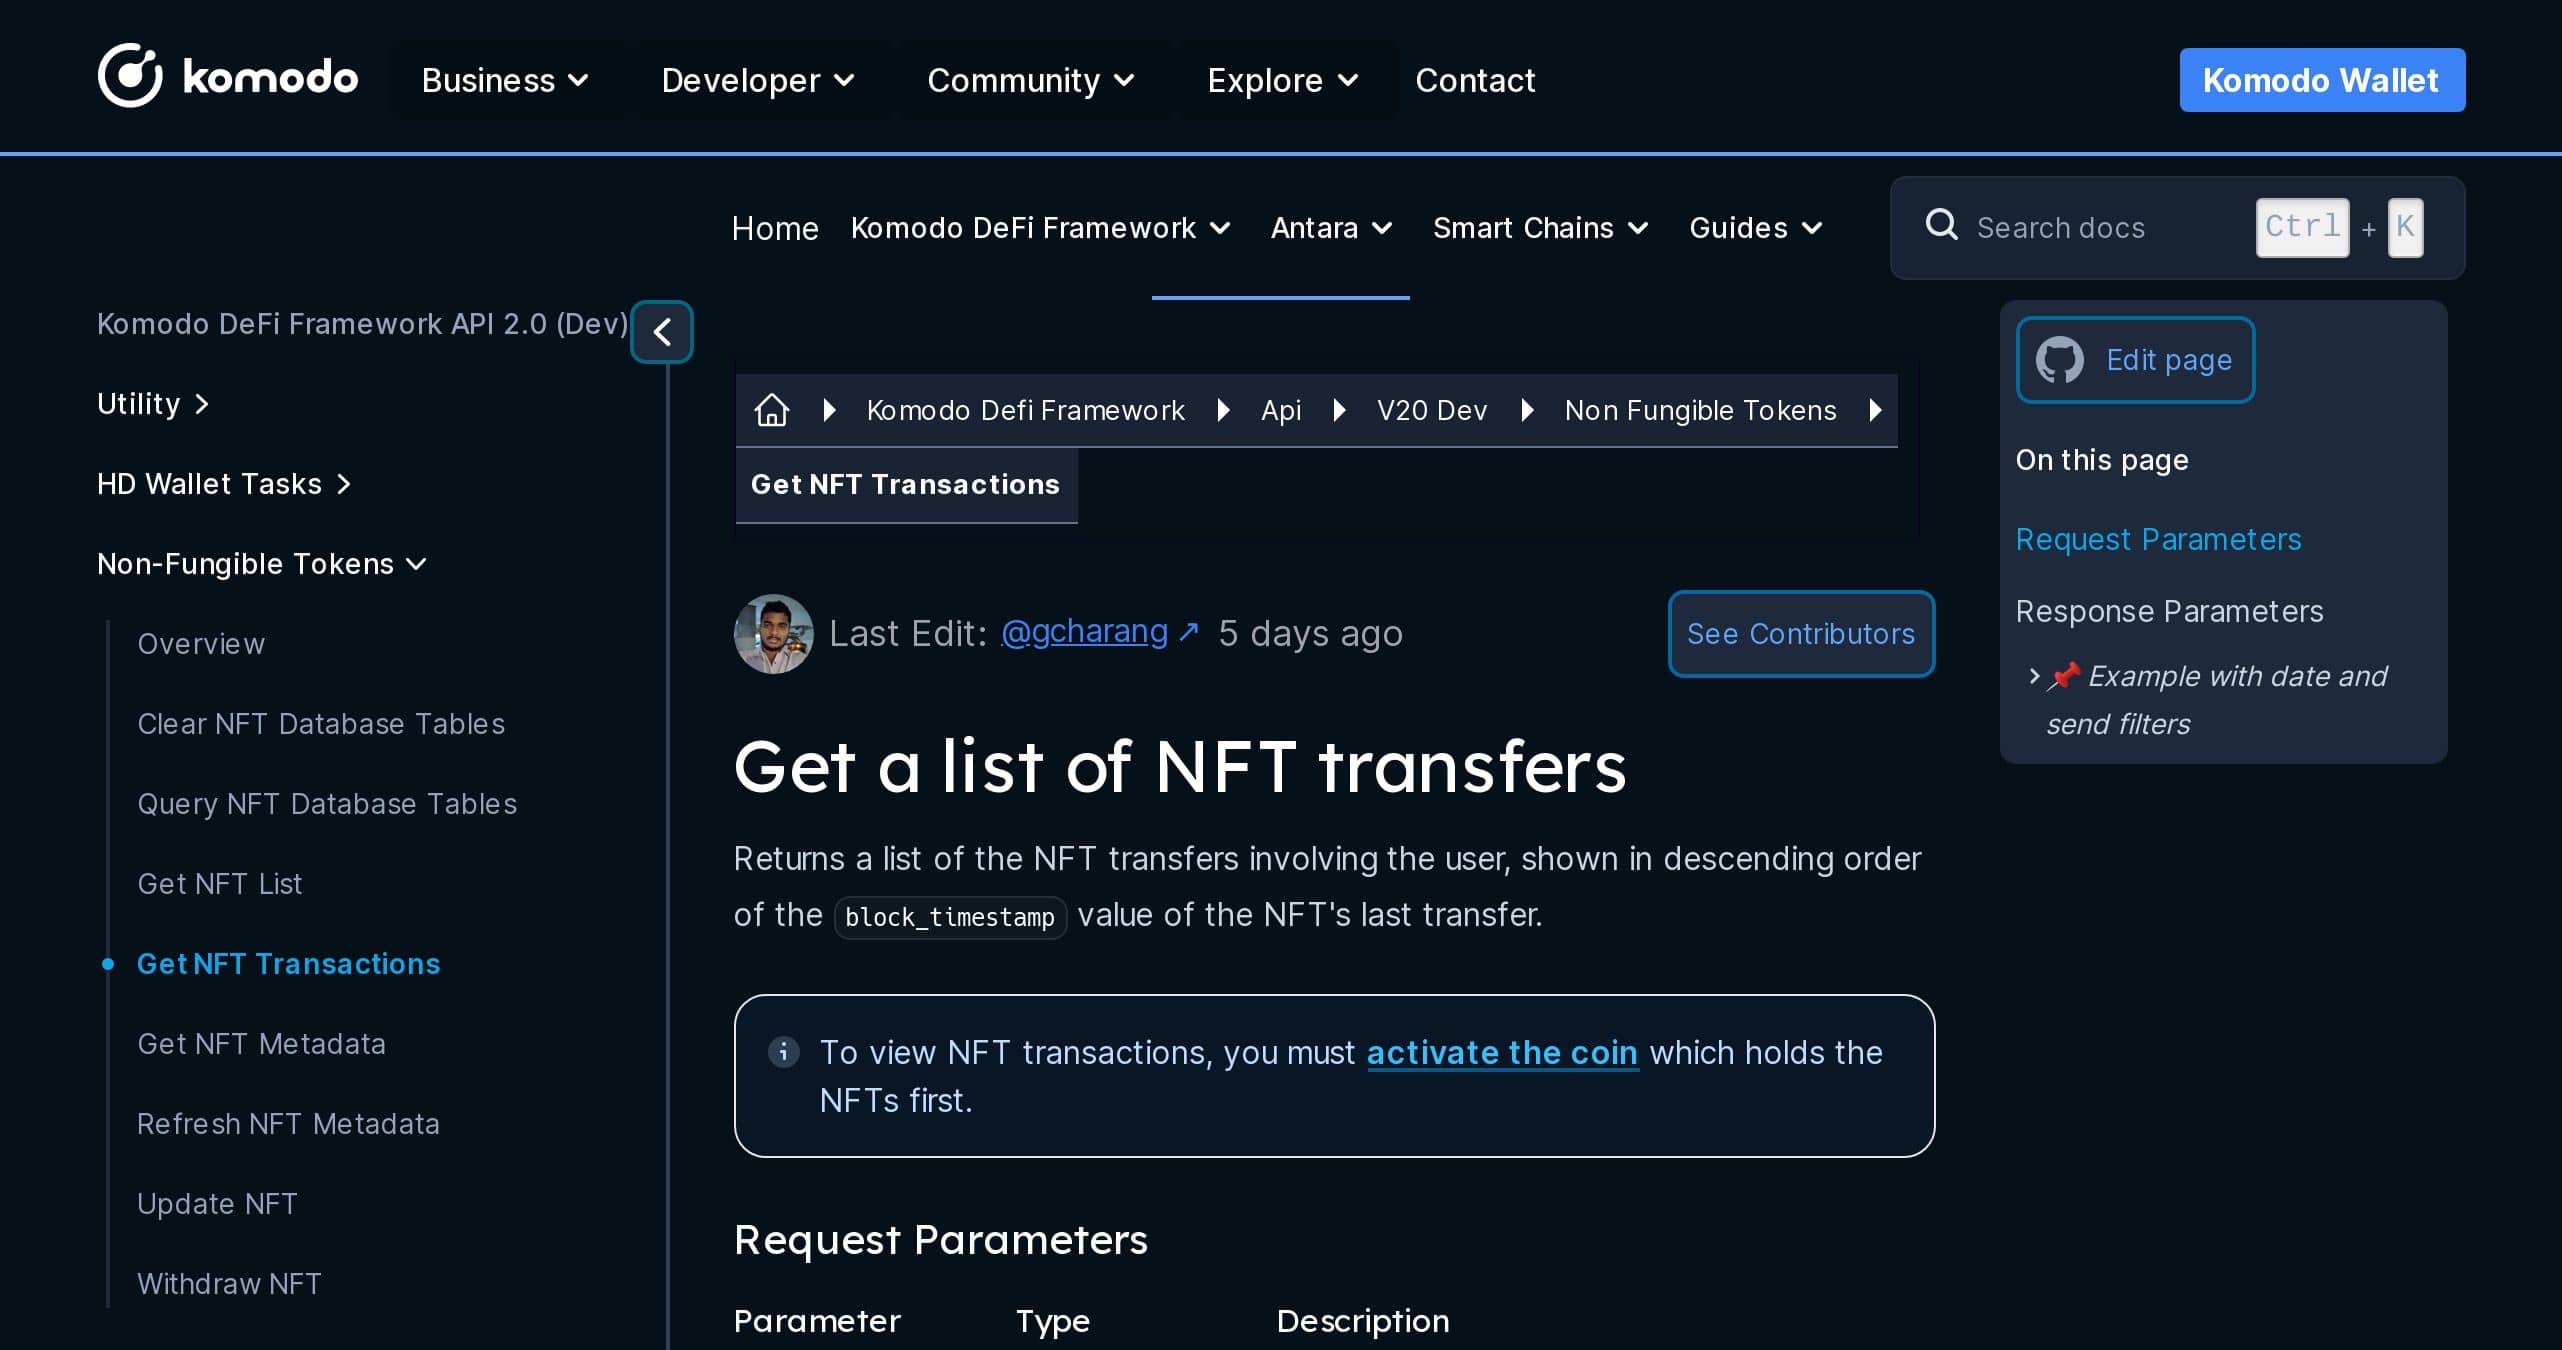 komodo
Business
Developer
Community
Explore
Contact
Komodo Wallet
Home
Komodo DeFi Framework
Antara
Smart Chains
Guides
Search docs
Ctrl + K
Komodo DeFi Framework API 2.0 (Dev)
Utility
HD Wallet Tasks
Non-Fungible Tokens
Overview
Clear NFT Database Tables
Query NFT Database Tables
Get NFT List
Get NFT Transactions
Get NFT Metadata
Refresh NFT Metadata
Update NFT
Withdraw NFT
Komodo Defi Framework
Api
V20 Dev
Non Fungible Tokens
Get NFT Transactions
Last Edit: @gcharang ↗ 5 days ago
See Contributors
Get a list of NFT transfers
Returns a list of the NFT transfers involving the user, shown in descending order
of the block_timestamp value of the NFT's last transfer.
To view NFT transactions, you must activate the coin which holds the
NFTs first.
Request Parameters
Parameter Type Description
Edit page
On this page
Request Parameters
Response Parameters
📌 Example with date and
send filters